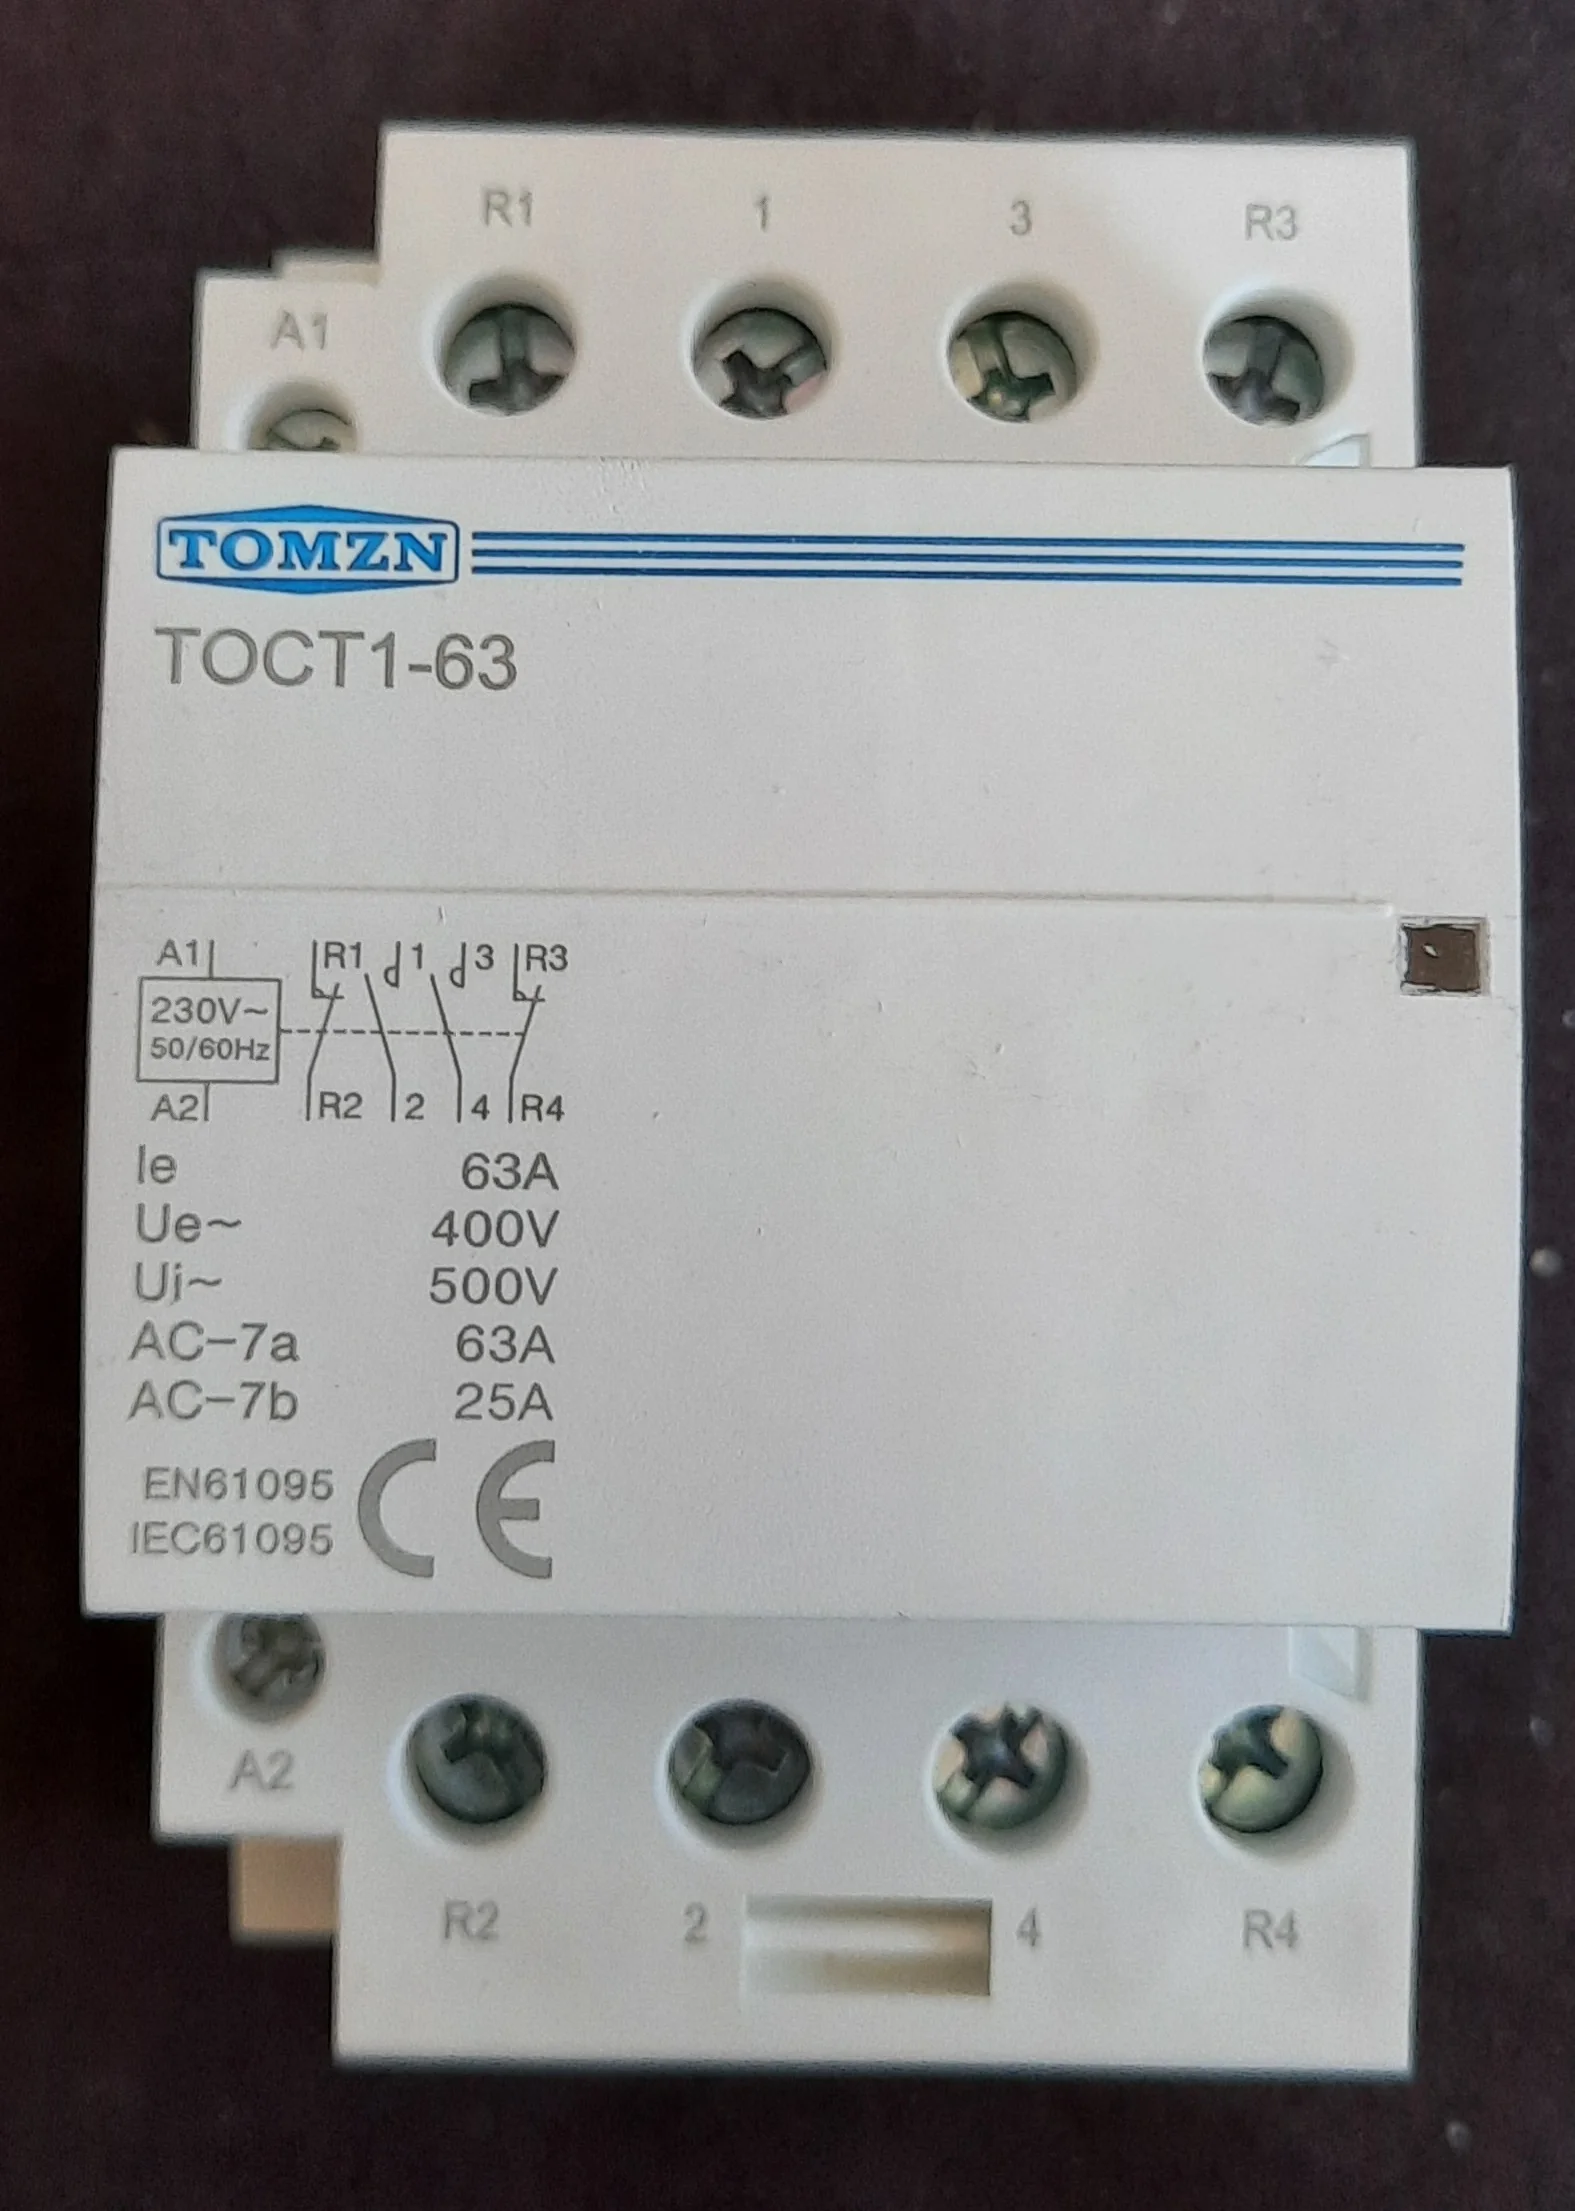 R1 1 3 R3
A1
TOMZN
TOCT1-63
A1 R1 1 3 R3
230V~
50/60Hz
A2 R2 2 4 R4
Ie 63A
Ue~ 400V
Ui~ 500V
AC-7a 63A
AC-7b 25A
EN61095
IEC61095
CE
A2
R2 2 4 R4